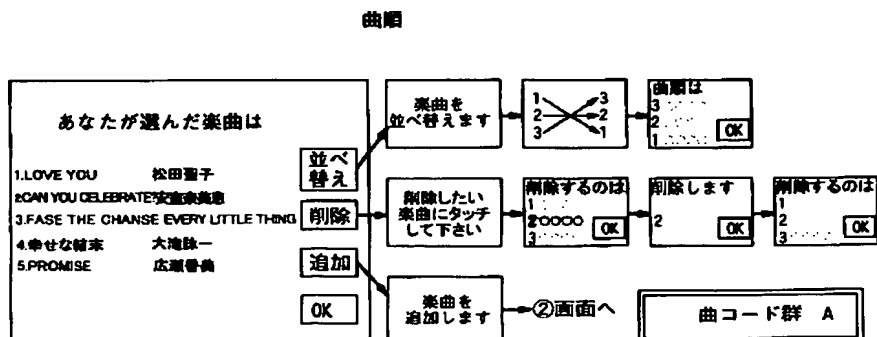 曲順
あなたが選んだ楽曲は
1.LOVE YOU 松田聖子
2.CAN YOU CELEBRATE?安室奈美恵
3.FASE THE CHANSE EVERY LITTLE THING
4.幸せな結末 大滝詠一
5.PROMISE 広瀬香美
並べ
替え
削除
追加
OK
楽曲を
並べ替えます
1 3
2 2
3 1
曲順は
3
2
1
OK
削除したい
楽曲にタッチ
して下さい
削除するのは
1
2○○○○
3
OK
削除します
2
OK
削除するのは
1
2
3
OK
楽曲を
追加します
②画面へ
曲コード群 A